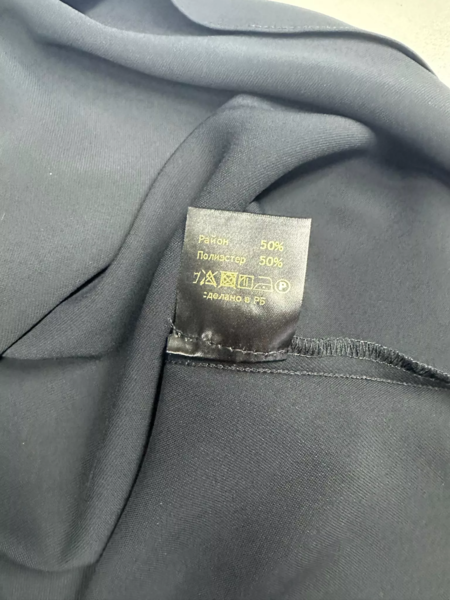 Район 50%
Полиэстер 50%
P
сделано в РБ